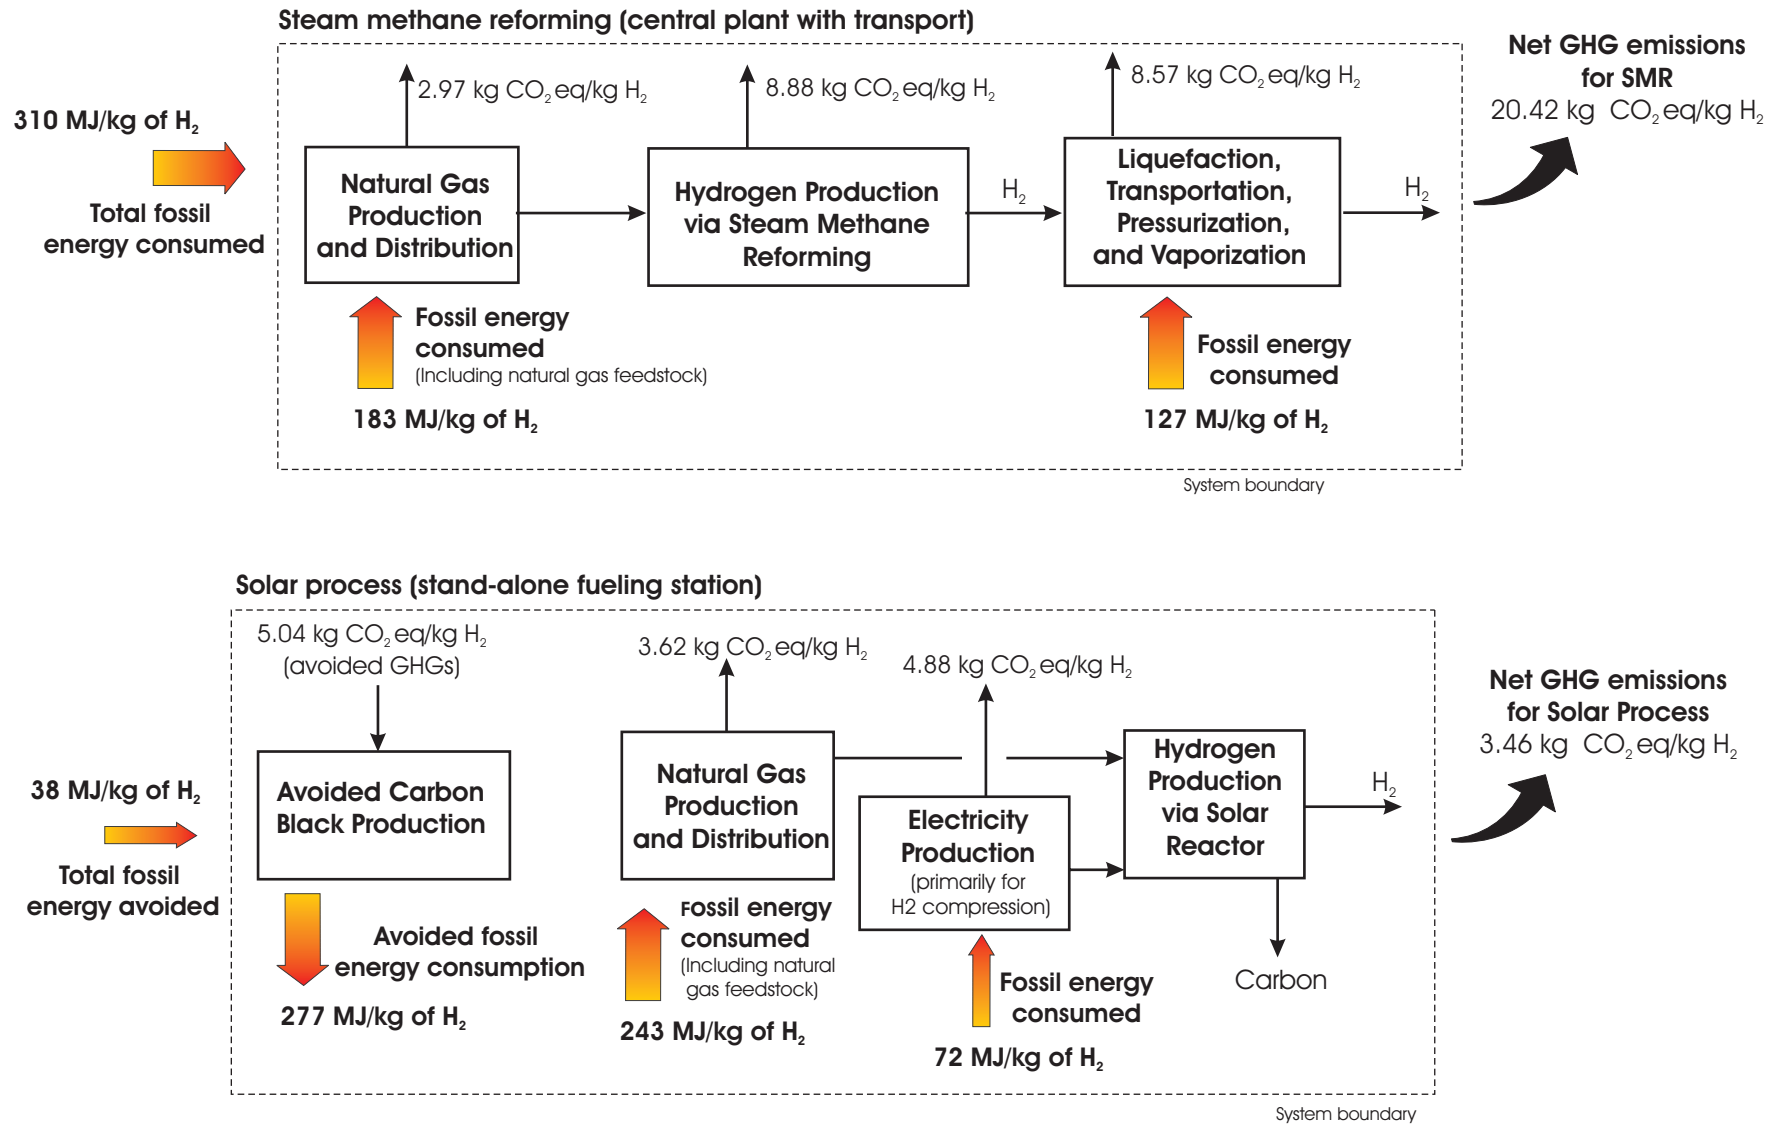 Steam methane reforming (central plant with transport)
Net GHG emissions
for SMR
20.42 kg CO₂ eq/kg H₂
2.97 kg CO₂ eq/kg H₂
8.88 kg CO₂ eq/kg H₂
8.57 kg CO₂ eq/kg H₂
310 MJ/kg of H₂
Total fossil
energy consumed
Natural Gas
Production
and Distribution
Hydrogen Production
via Steam Methane
Reforming
H₂
Liquefaction,
Transportation,
Pressurization,
and Vaporization
H₂
Fossil energy
consumed
(Including natural gas feedstock)
183 MJ/kg of H₂
Fossil energy
consumed
127 MJ/kg of H₂
System boundary
Solar process (stand-alone fueling station)
5.04 kg CO₂ eq/kg H₂
(avoided GHGs)
3.62 kg CO₂ eq/kg H₂
4.88 kg CO₂ eq/kg H₂
Net GHG emissions
for Solar Process
3.46 kg CO₂ eq/kg H₂
38 MJ/kg of H₂
Total fossil
energy avoided
Avoided Carbon
Black Production
Natural Gas
Production
and Distribution
Electricity
Production
(primarily for
H2 compression)
Hydrogen
Production
via Solar
Reactor
H₂
Carbon
Avoided fossil
energy consumption
277 MJ/kg of H₂
Fossil energy
consumed
(Including natural
gas feedstock)
243 MJ/kg of H₂
Fossil energy
consumed
72 MJ/kg of H₂
System boundary